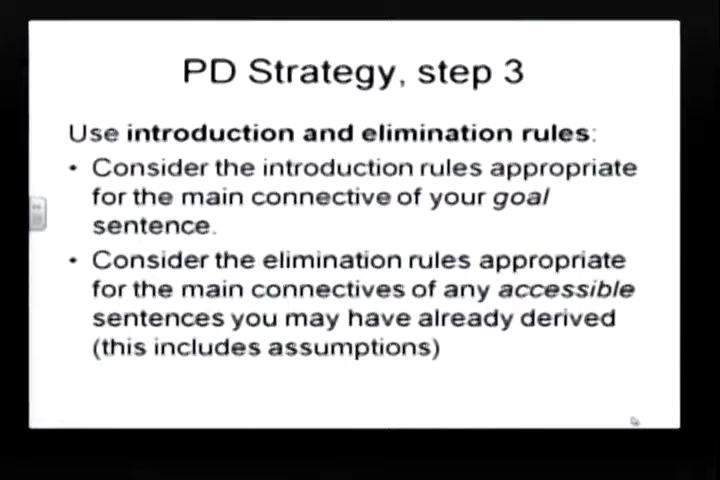 PD Strategy, step 3
Use introduction and elimination rules:
• Consider the introduction rules appropriate
for the main connective of your goal
sentence.
• Consider the elimination rules appropriate
for the main connectives of any accessible
sentences you may have already derived
(this includes assumptions)